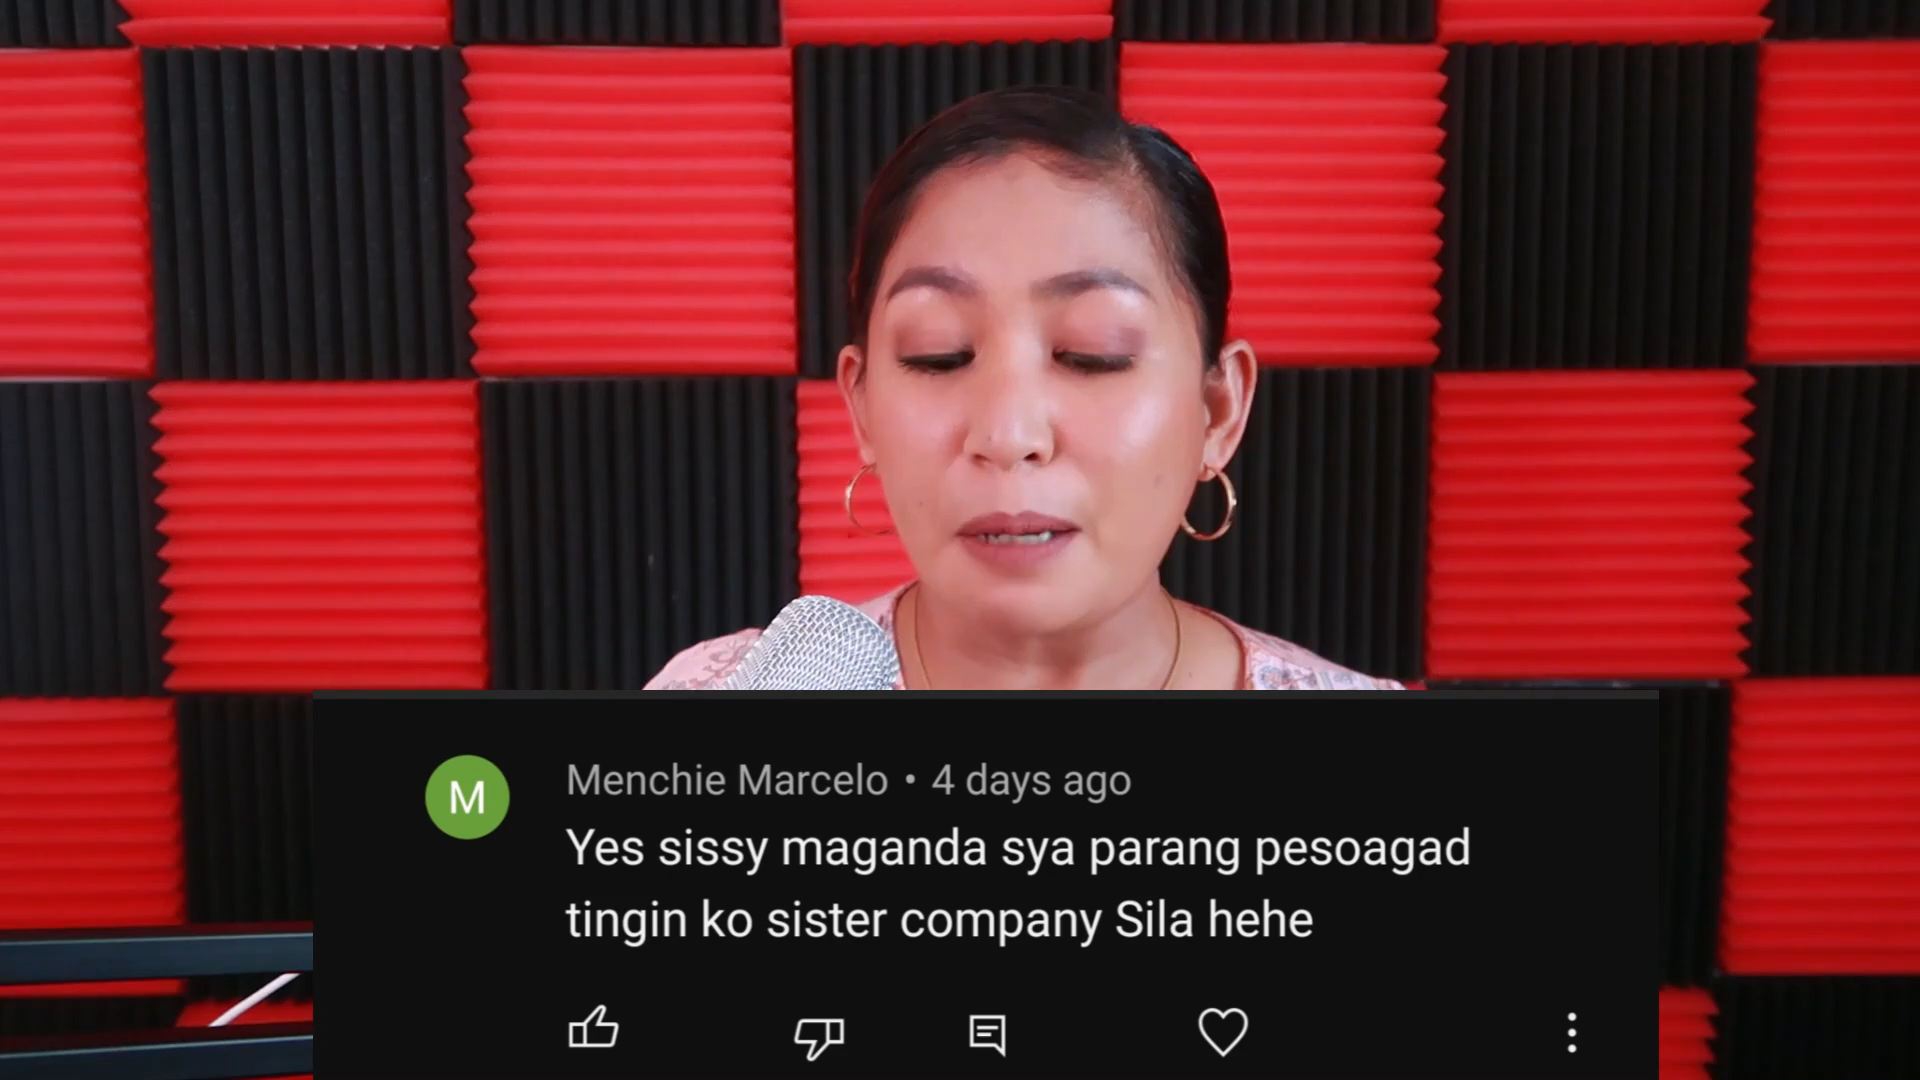 M
Menchie Marcelo • 4 days ago
Yes sissy maganda sya parang pesoagad
tingin ko sister company Sila hehe